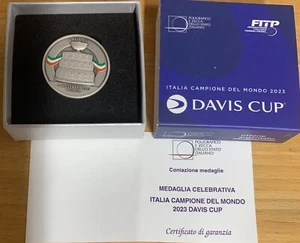 POLIGRAFICO
E ZECCA
DELLO STATO
ITALIANO
FITP
ITALIA CAMPIONE DEL MONDO 2023
DAVIS CUP
POLIGRAFICO
E ZECCA
DELLO STATO
ITALIANO
Coniazione medaglie
MEDAGLIA CELEBRATIVA
ITALIA CAMPIONE DEL MONDO
2023 DAVIS CUP
Certificato di garanzia